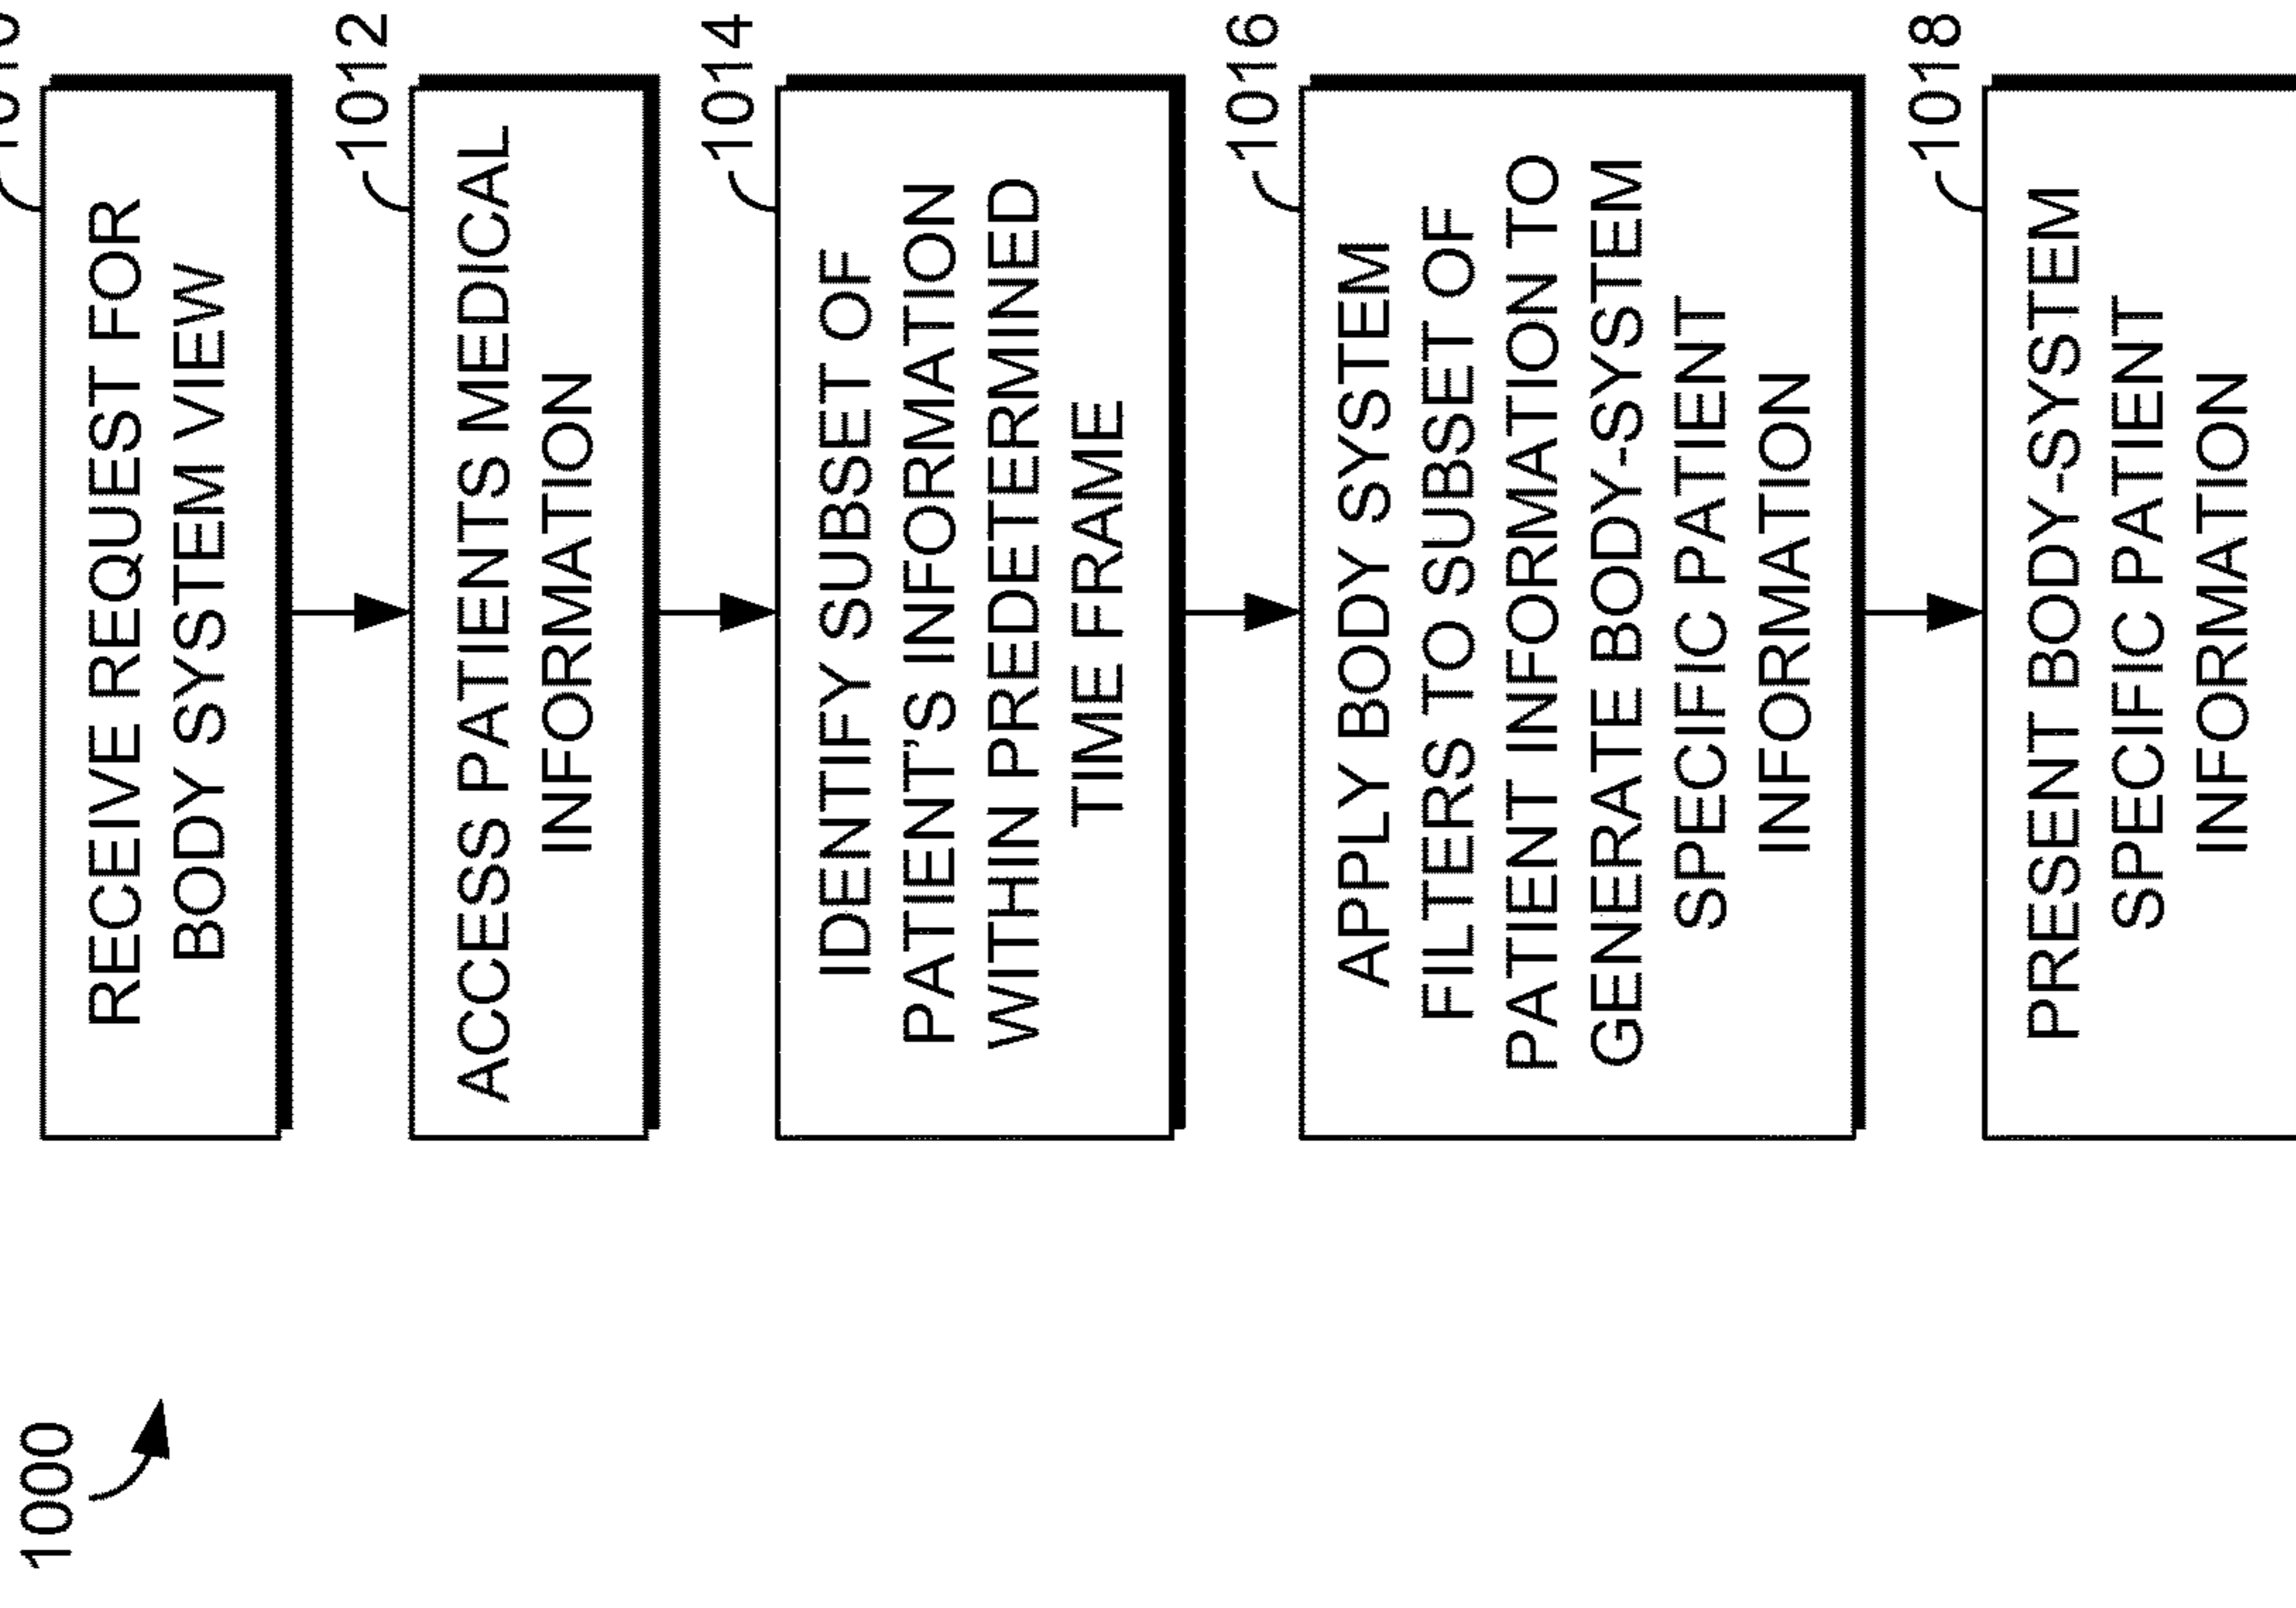 1000
RECEIVE REQUEST FOR
BODY SYSTEM VIEW
1012
ACCESS PATIENTS MEDICAL
INFORMATION
1014
IDENTIFY SUBSET OF
PATIENT'S INFORMATION
WITHIN PREDETERMINED
TIME FRAME
1016
APPLY BODY SYSTEM
FILTERS TO SUBSET OF
PATIENT INFORMATION TO
GENERATE BODY-SYSTEM
SPECIFIC PATIENT
INFORMATION
1018
PRESENT BODY-SYSTEM
SPECIFIC PATIENT
INFORMATION